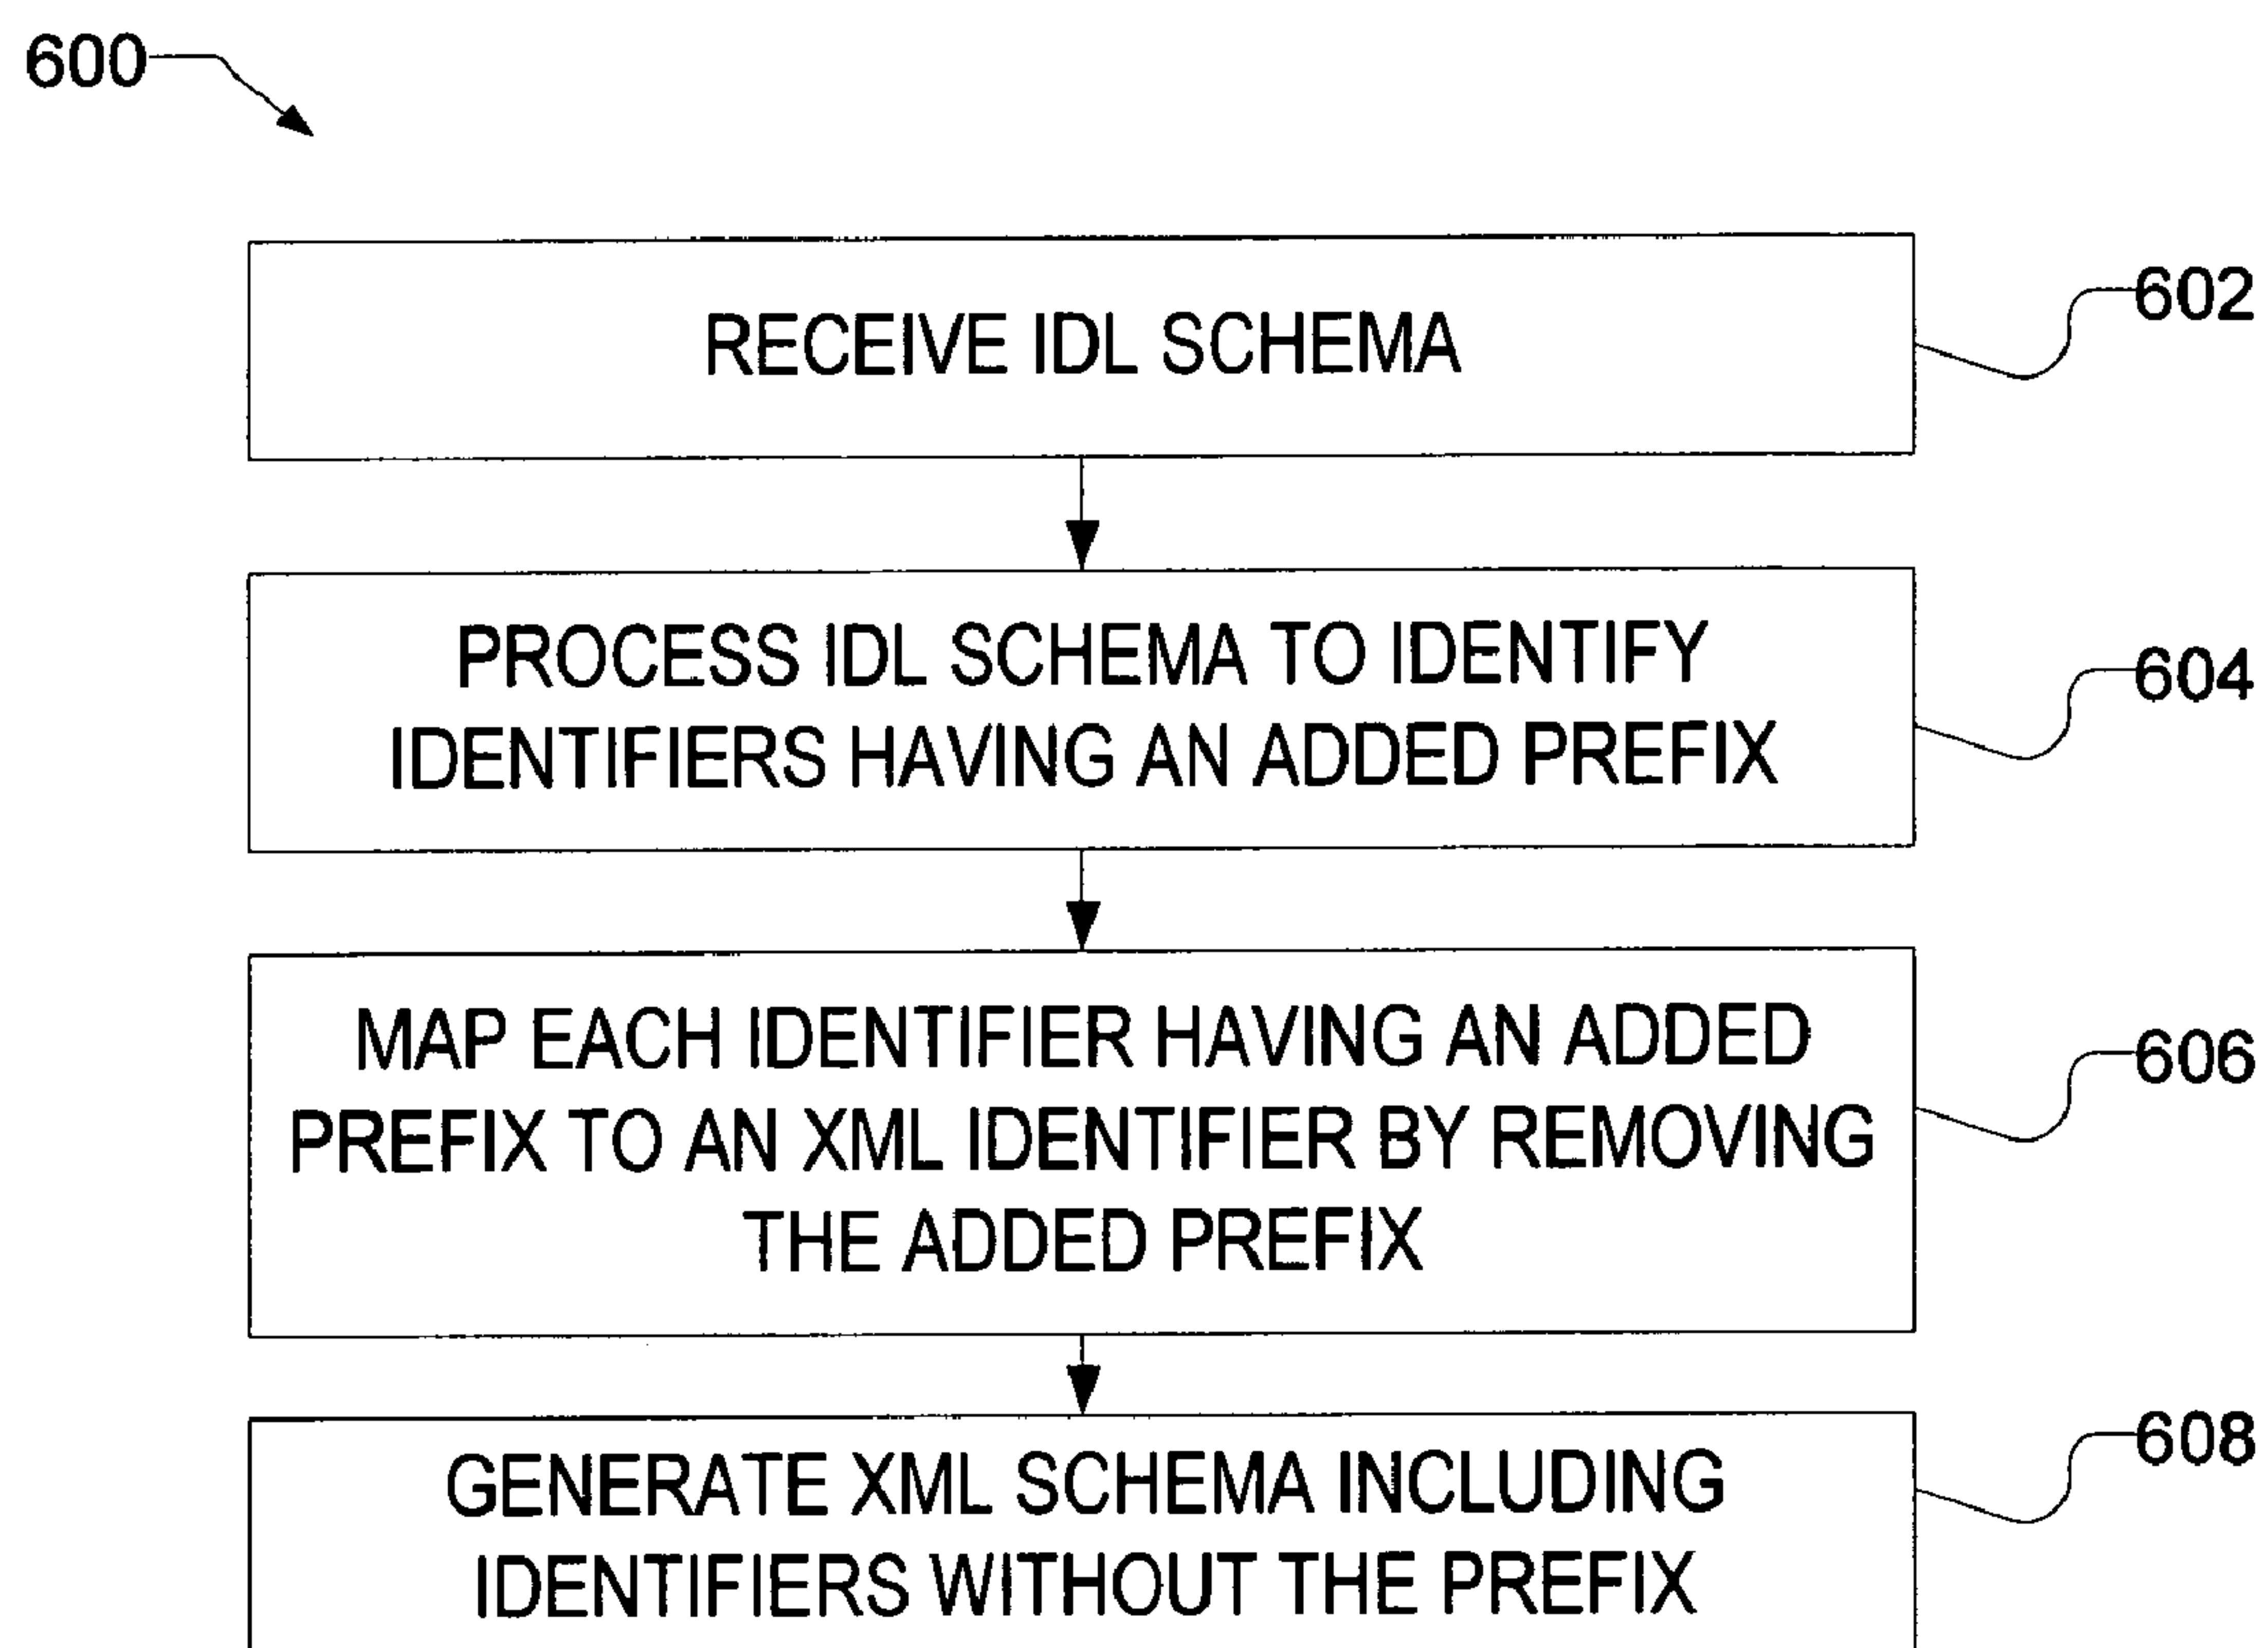 600
RECEIVE IDL SCHEMA
602
PROCESS IDL SCHEMA TO IDENTIFY
IDENTIFIERS HAVING AN ADDED PREFIX
604
MAP EACH IDENTIFIER HAVING AN ADDED
PREFIX TO AN XML IDENTIFIER BY REMOVING
THE ADDED PREFIX
606
GENERATE XML SCHEMA INCLUDING
IDENTIFIERS WITHOUT THE PREFIX
608